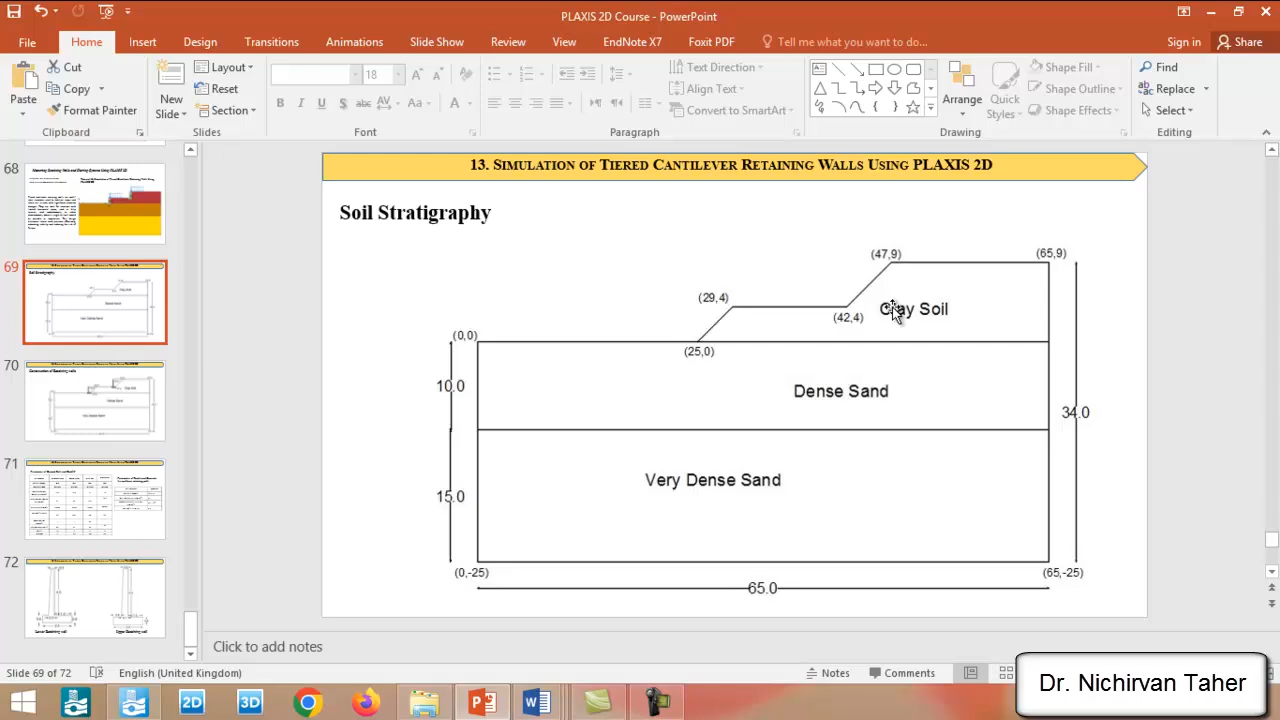 PLAXIS 2D Course - PowerPoint
File Home Insert Design Transitions Animations Slide Show Review View EndNote X7 Foxit PDF Tell me what you want to do... Sign in Share
Paste
Cut
Copy
Format Painter
Clipboard
New
Slide
Layout
Reset
Section
Slides
18
Font
Text Direction
Align Text
Convert to SmartArt
Paragraph
Arrange
Quick
Styles
Shape Fill
Shape Outline
Shape Effects
Drawing
Find
Replace
Select
Editing
68
69
70
71
72
13. Simulation of Tiered Cantilever Retaining Walls Using PLAXIS 2D
Soil Stratigraphy
(47,9)
(65,9)
(29,4)
(42,4)
Clay Soil
(0,0)
(25,0)
10.0
Dense Sand
34.0
15.0
Very Dense Sand
(0,-25)
(65,-25)
65.0
Click to add notes
Slide 69 of 72
English (United Kingdom)
Notes
Comments
2D
3D
Dr. Nichirvan Taher